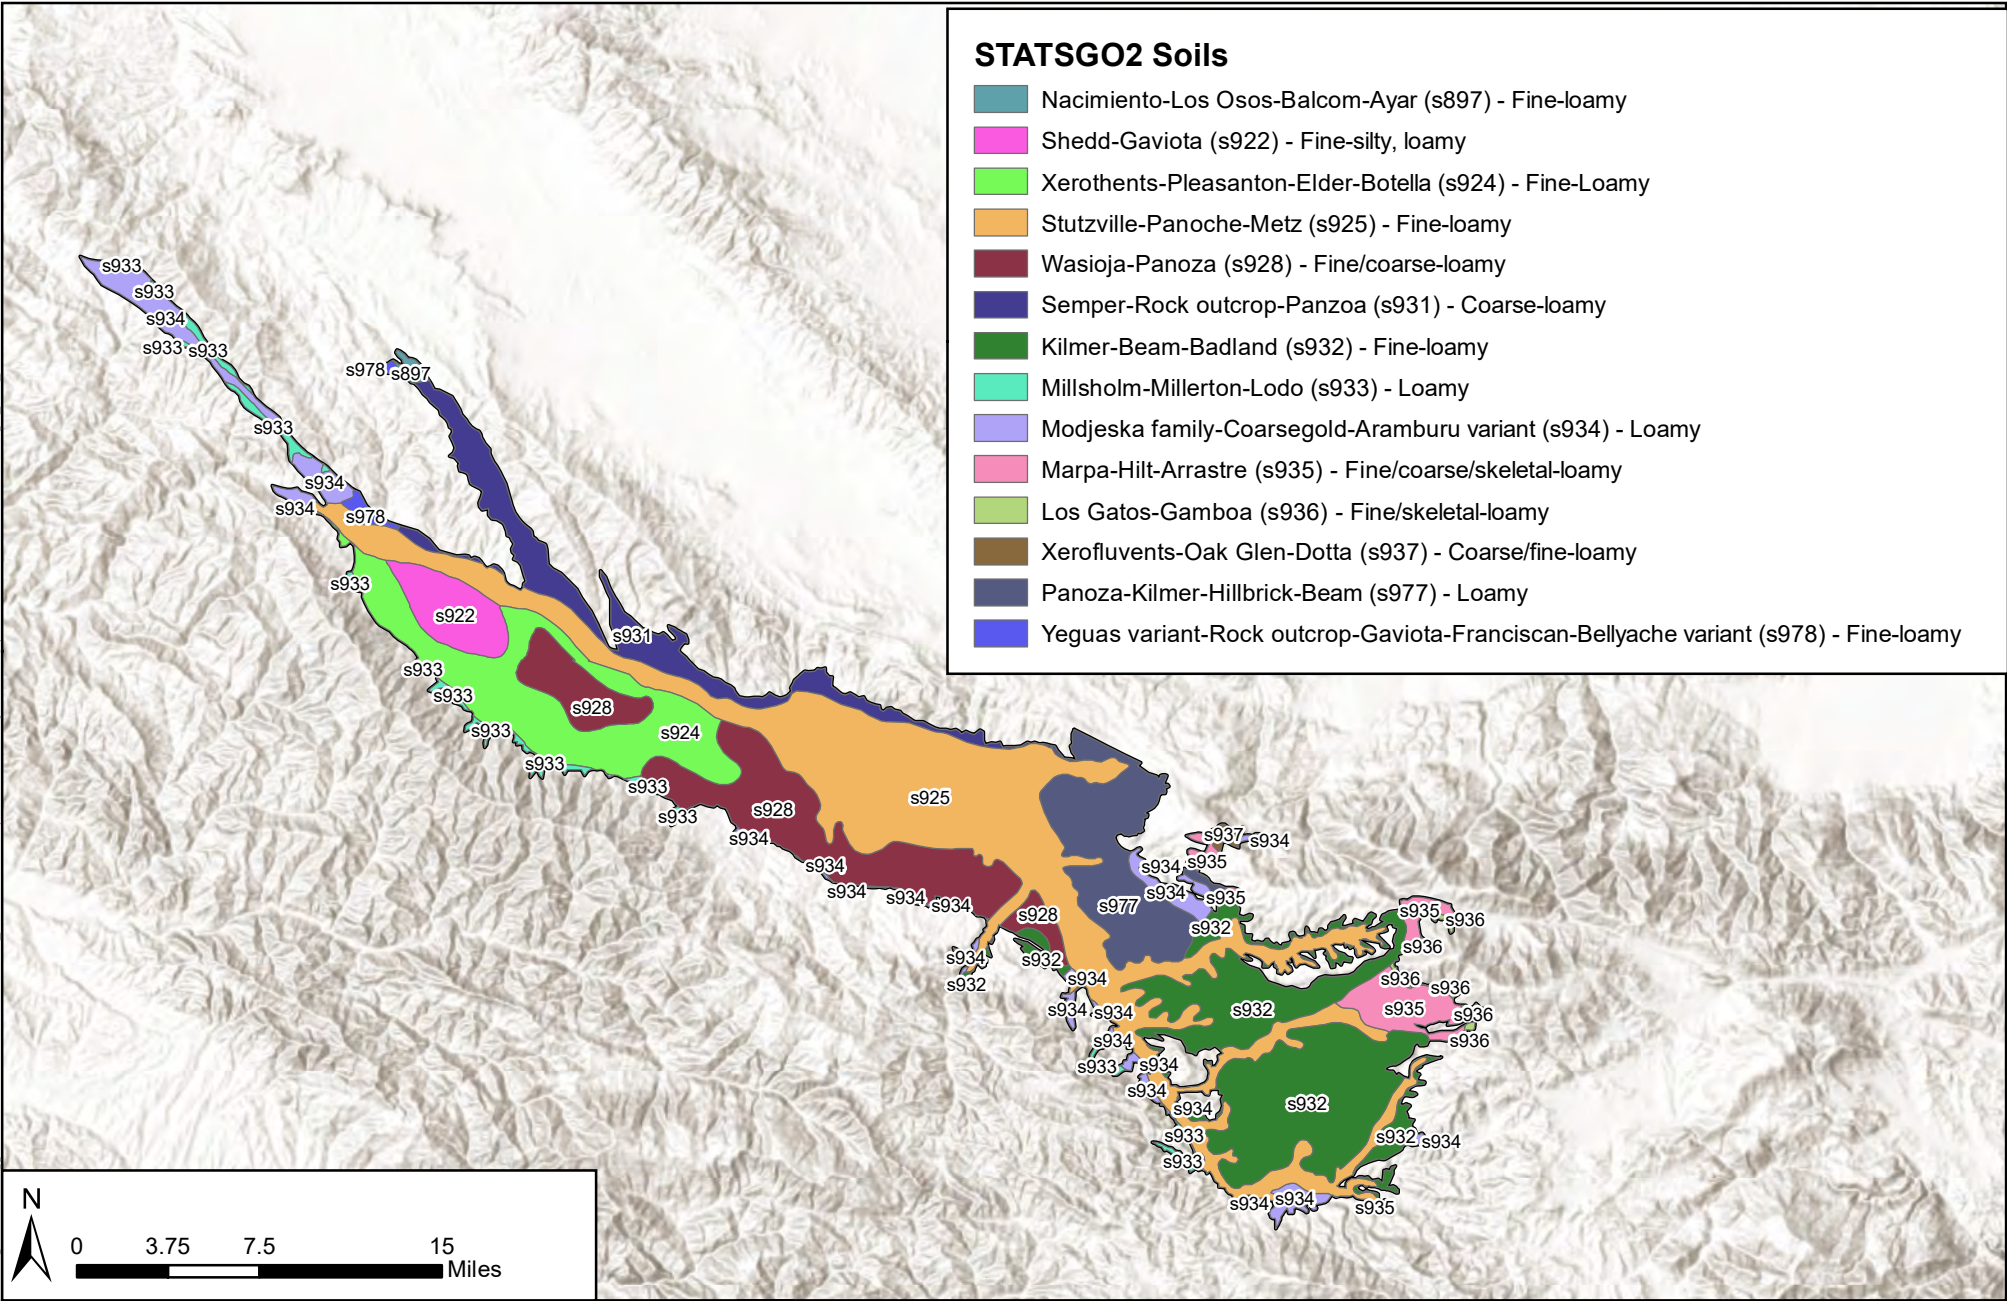 STATSGO2 Soils
Nacimiento-Los Osos-Balcom-Ayar (s897) - Fine-loamy
Shedd-Gaviota (s922) - Fine-silty, loamy
Xerothents-Pleasanton-Elder-Botella (s924) - Fine-Loamy
Stutzville-Panoche-Metz (s925) - Fine-loamy
Wasioja-Panoza (s928) - Fine/coarse-loamy
Semper-Rock outcrop-Panzoa (s931) - Coarse-loamy
Kilmer-Beam-Badland (s932) - Fine-loamy
Millsholm-Millerton-Lodo (s933) - Loamy
Modjeska family-Coarsegold-Aramburu variant (s934) - Loamy
Marpa-Hilt-Arrastre (s935) - Fine/coarse/skeletal-loamy
Los Gatos-Gamboa (s936) - Fine/skeletal-loamy
Xerofluvents-Oak Glen-Dotta (s937) - Coarse/fine-loamy
Panoza-Kilmer-Hillbrick-Beam (s977) - Loamy
Yeguas variant-Rock outcrop-Gaviota-Franciscan-Bellyache variant (s978) - Fine-loamy
s933
s933
s934
s933
s933
s978
s897
s933
s934
s934
s978
s933
s922
s931
s933
s933
s928
s933
s924
s933
s933
s928
s925
s933
s934
s937
s934
s935
s934
s934
s934
s934
s934
s934
s935
s977
s928
s932
s935
s936
s936
s934
s932
s932
s934
s936
s936
s934
s934
s932
s935
s936
s934
s936
s933
s934
s934
s934
s932
s933
s932
s934
s933
s934
s934
s935
N
0
3.75
7.5
15
Miles